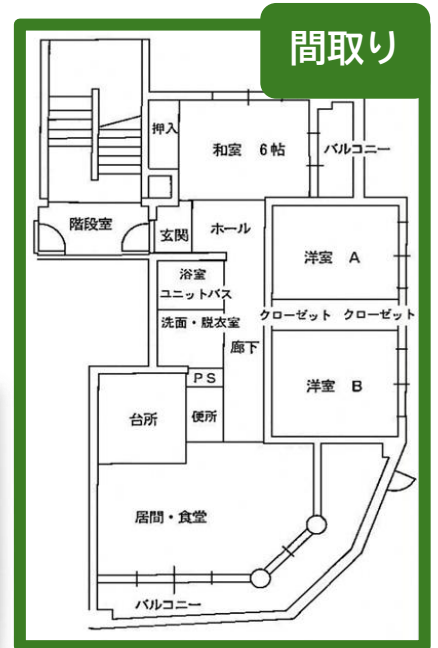 間取り
押入
和室 6帖
バルコニー
階段室
玄関
ホール
洋室 A
浴室
ユニットバス
クローゼット クローゼット
洗面・脱衣室
廊下
PS
洋室 B
台所
便所
居間・食堂
バルコニー